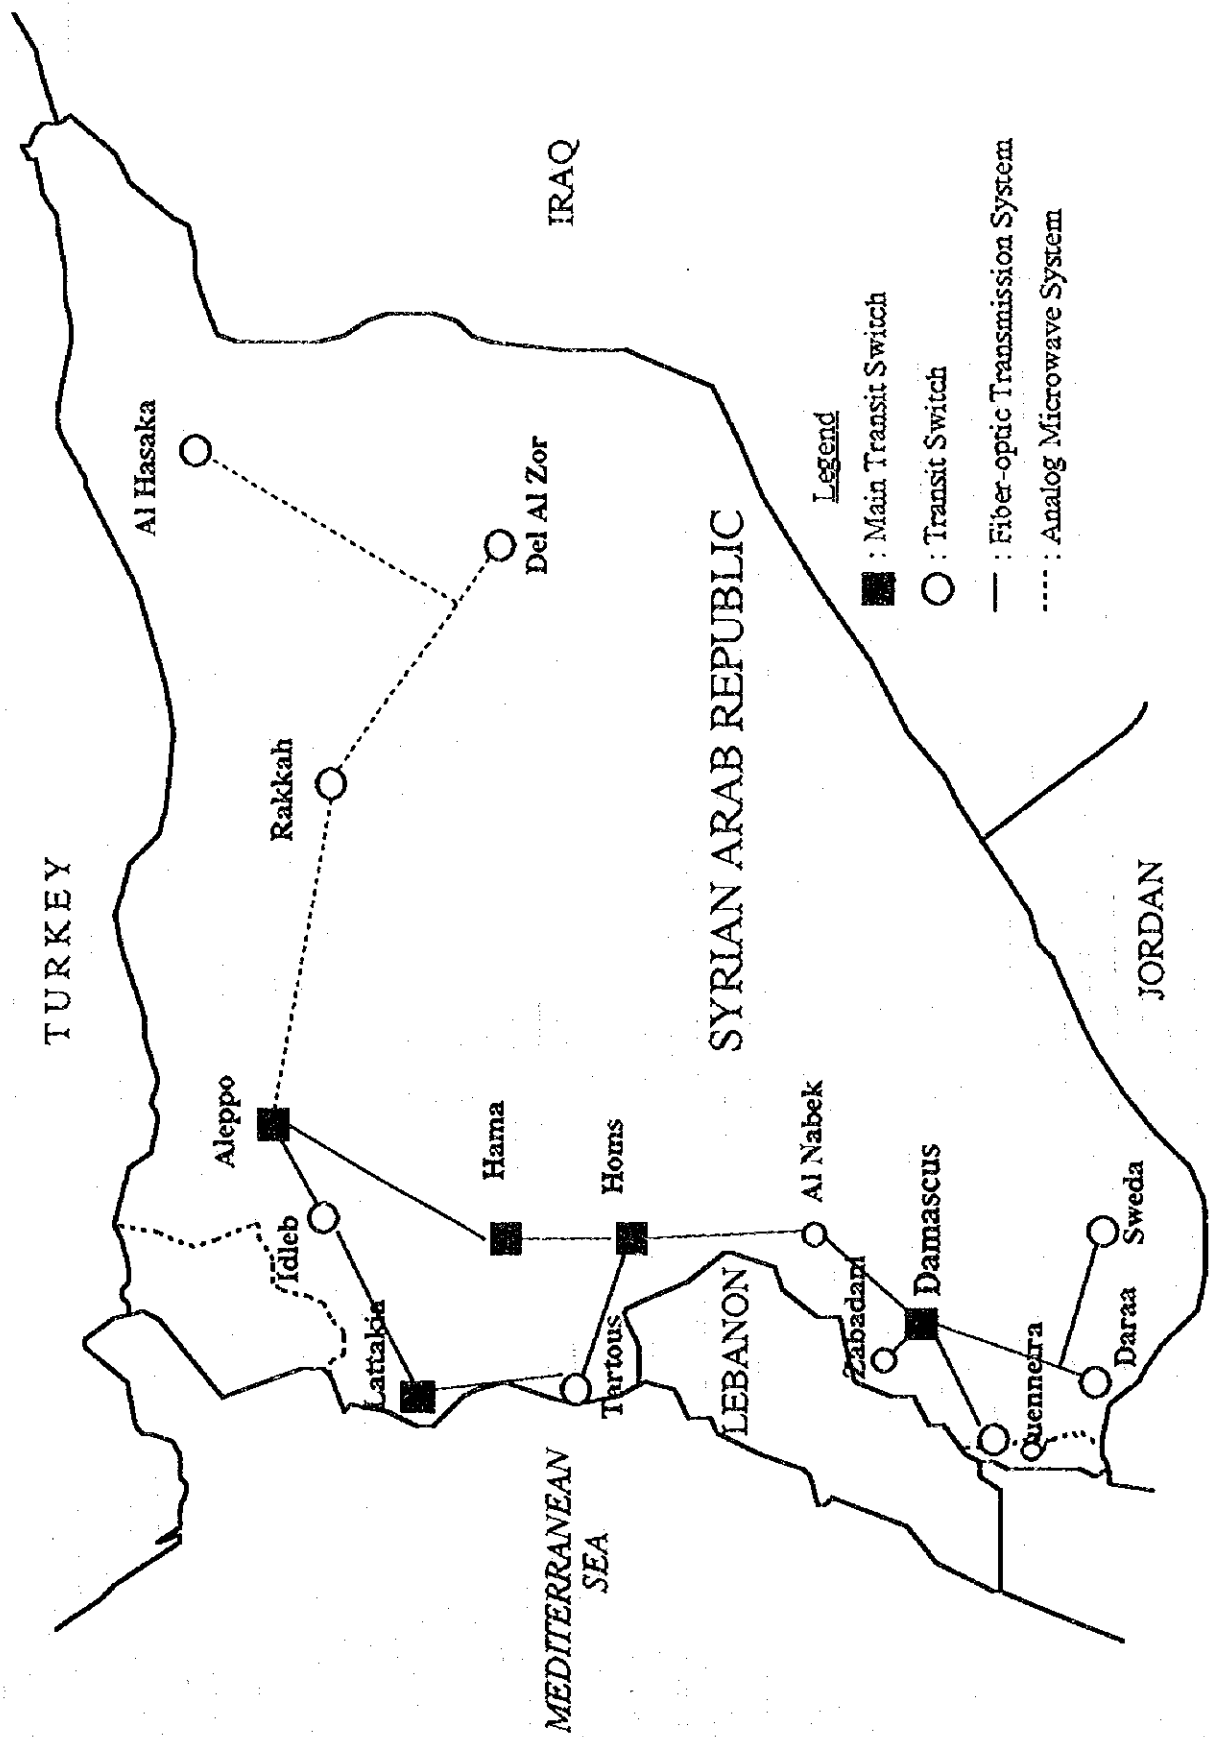 TURKEY
Al Hasaka
Aleppo
Rakkah
Idleb
Lattakia
Del Al Zor
IRAQ
Hama
MEDITERRANEAN
SEA
Tartous
Homs
SYRIAN ARAB REPUBLIC
LEBANON
Al Nabek
Zabadani
Damascus
Quenneira
Daraa
Sweda
JORDAN
Legend
: Main Transit Switch
: Transit Switch
: Fiber-optic Transmission System
: Analog Microwave System